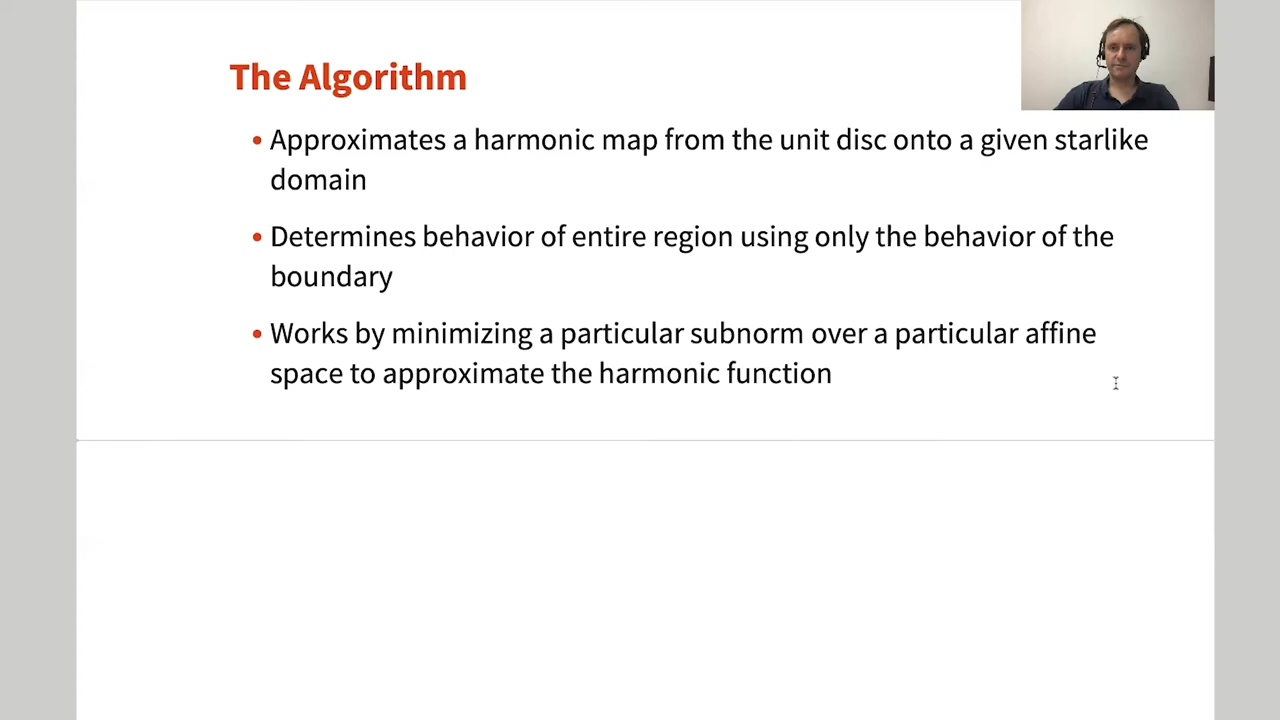 The Algorithm
• Approximates a harmonic map from the unit disc onto a given starlike
domain
• Determines behavior of entire region using only the behavior of the
boundary
• Works by minimizing a particular subnorm over a particular affine
space to approximate the harmonic function